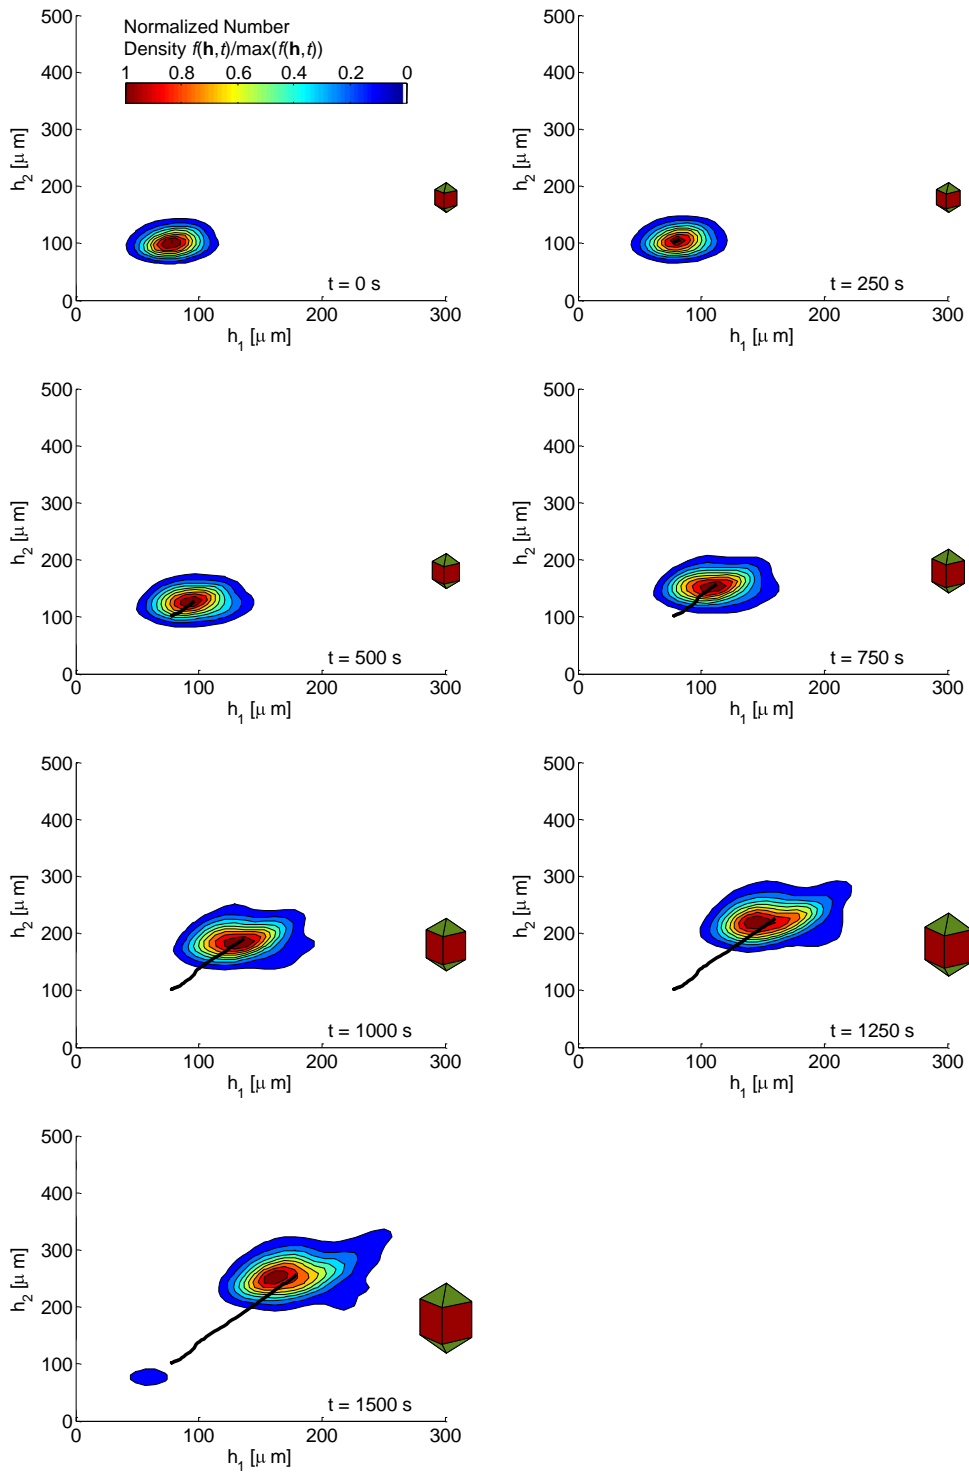 Normalized Number
Density f(h,t)/max(f(h,t))
1 0.8 0.6 0.4 0.2 0
500
400
300
200
100
0
h2 [μ m]
t = 0 s
0 100 200 300
h1 [μ m]
500
400
300
200
100
0
h2 [μ m]
t = 250 s
0 100 200 300
h1 [μ m]
500
400
300
200
100
0
h2 [μ m]
t = 500 s
0 100 200 300
h1 [μ m]
500
400
300
200
100
0
h2 [μ m]
t = 750 s
0 100 200 300
h1 [μ m]
500
400
300
200
100
0
h2 [μ m]
t = 1000 s
0 100 200 300
h1 [μ m]
500
400
300
200
100
0
h2 [μ m]
t = 1250 s
0 100 200 300
h1 [μ m]
500
400
300
200
100
0
h2 [μ m]
t = 1500 s
0 100 200 300
h1 [μ m]